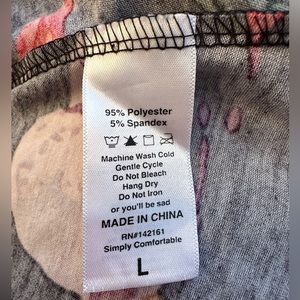 95% Polyester
5% Spandex
Machine Wash Cold
Gentle Cycle
Do Not Bleach
Hang Dry
Do Not Iron
or you'll be sad
MADE IN CHINA
RN#142161
Simply Comfortable
L